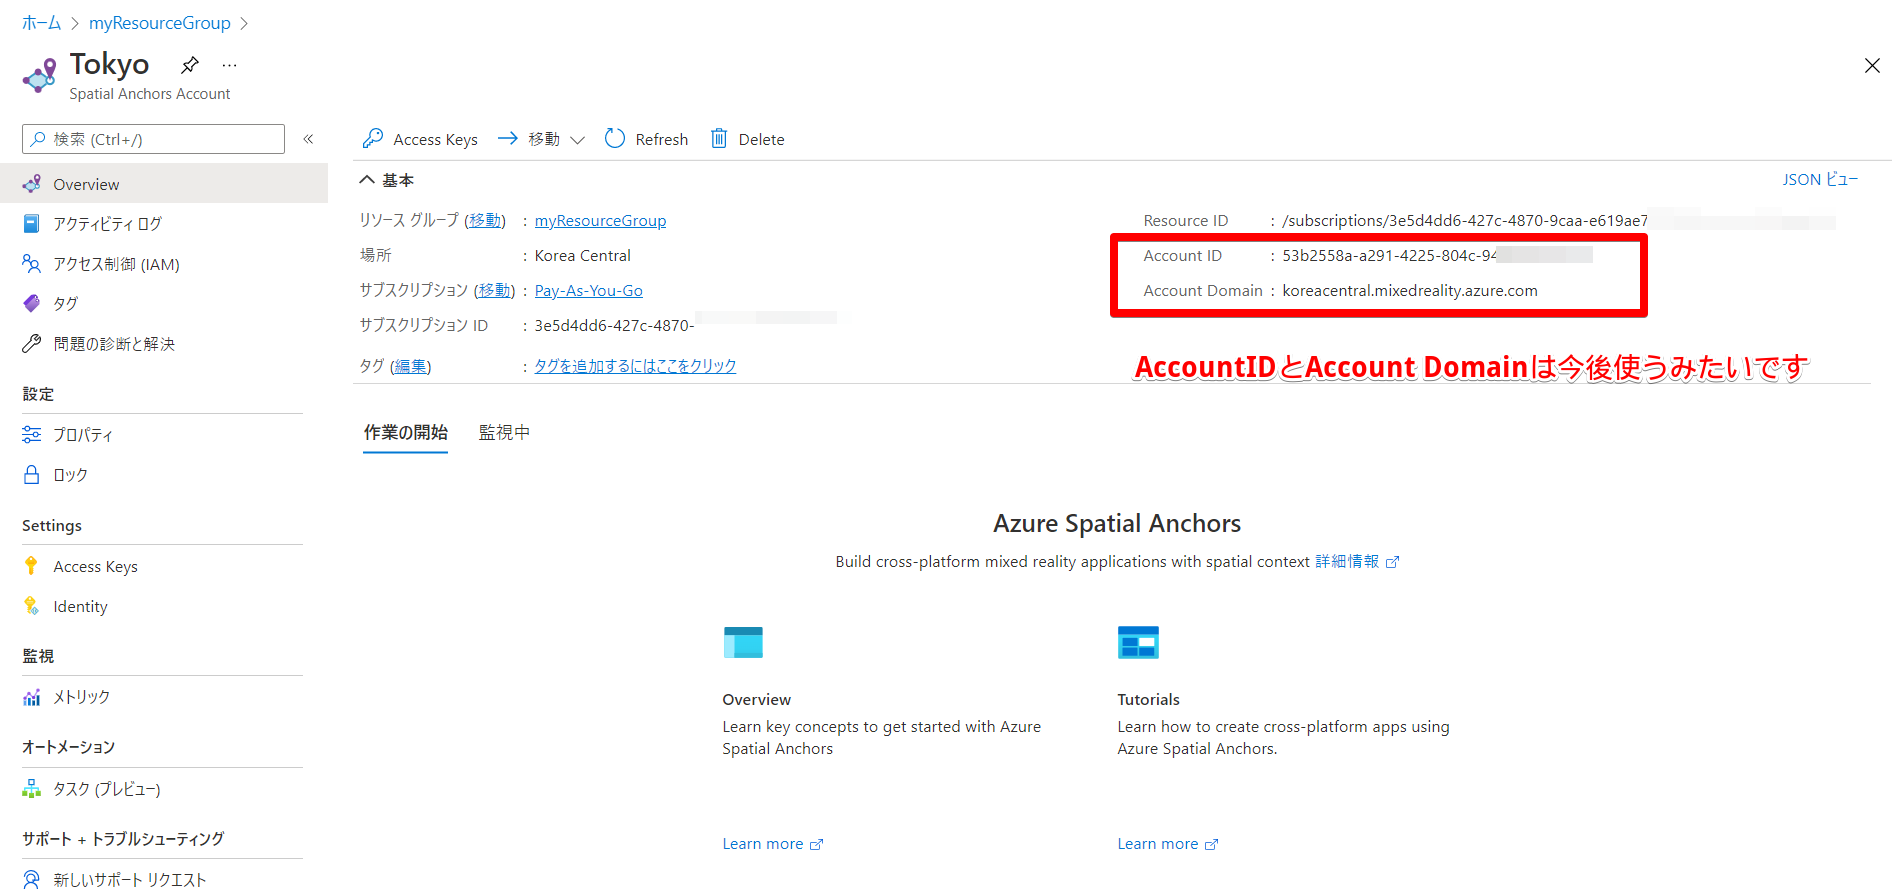 ホーム > myResourceGroup >
Tokyo
Spatial Anchors Account
検索 (Ctrl+/)
Overview
アクティビティ ログ
アクセス制御 (IAM)
タグ
問題の診断と解決
設定
プロパティ
ロック
Settings
Access Keys
Identity
監視
メトリック
オートメーション
タスク (プレビュー)
サポート + トラブルシューティング
新しいサポート リクエスト
Access Keys 移動 Refresh Delete
基本
JSON ビュー
リソース グループ (移動) : myResourceGroup
場所 : Korea Central
サブスクリプション (移動) : Pay-As-You-Go
サブスクリプション ID : 3e5d4dd6-427c-4870-
タグ (編集) : タグを追加するにはここをクリック
Resource ID : /subscriptions/3e5d4dd6-427c-4870-9caa-e619ae7
Account ID : 53b2558a-a291-4225-804c-94
Account Domain : koreacentral.mixedreality.azure.com
AccountIDとAccount Domainは今後使うみたいです
作業の開始 監視中
Azure Spatial Anchors
Build cross-platform mixed reality applications with spatial context 詳細情報
Overview
Learn key concepts to get started with Azure
Spatial Anchors
Learn more
Tutorials
Learn how to create cross-platform apps using
Azure Spatial Anchors.
Learn more